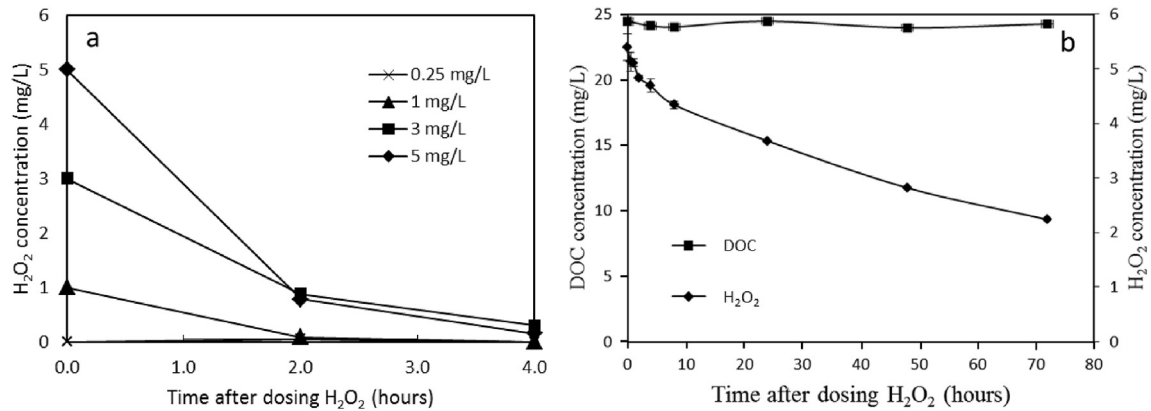 a
H₂O₂ concentration (mg/L)
6
5
4
3
2
1
0
0.0
1.0
2.0
3.0
4.0
Time after dosing H₂O₂ (hours)
0.25 mg/L
1 mg/L
3 mg/L
5 mg/L
b
DOC concentration (mg/L)
25
20
15
10
5
0
0
10
20
30
40
50
60
70
80
Time after dosing H₂O₂ (hours)
DOC
H₂O₂
6
5
4
3
2
1
0
H₂O₂ concentration (mg/L)